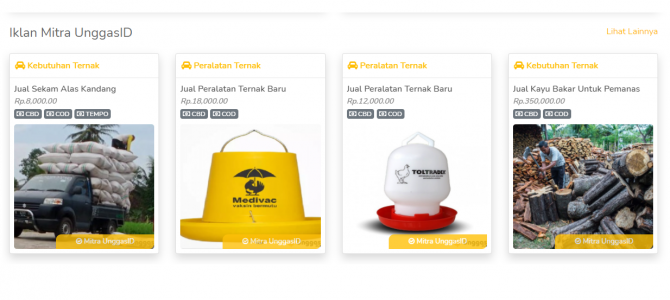 Iklan Mitra UnggasID
Lihat Lainnya
Kebutuhan Ternak
Jual Sekam Alas Kandang
Rp.8,000.00
CBD COD TEMPO
Mitra UnggasID
Peralatan Ternak
Jual Peralatan Ternak Baru
Rp.18,000.00
CBD COD
Medivac
vaksin bermutu
Mitra UnggasID
Peralatan Ternak
Jual Peralatan Ternak Baru
Rp.12,000.00
CBD COD
Mitra UnggasID
Kebutuhan Ternak
Jual Kayu Bakar Untuk Pemanas
Rp.350,000.00
CBD COD
Mitra UnggasID